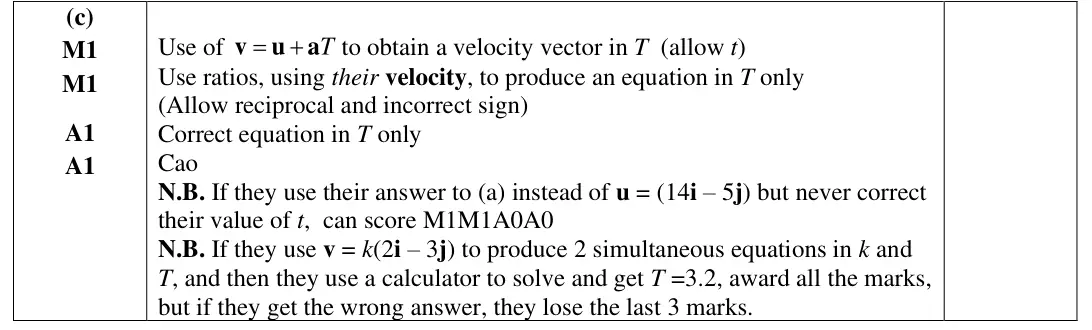 (c)
M1 Use of v = u + aT to obtain a velocity vector in T (allow t)
M1 Use ratios, using their velocity, to produce an equation in T only
(Allow reciprocal and incorrect sign)
A1 Correct equation in T only
A1 Cao
N.B. If they use their answer to (a) instead of u = (14i – 5j) but never correct
their value of t, can score M1M1A0A0
N.B. If they use v = k(2i – 3j) to produce 2 simultaneous equations in k and
T, and then they use a calculator to solve and get T =3.2, award all the marks,
but if they get the wrong answer, they lose the last 3 marks.